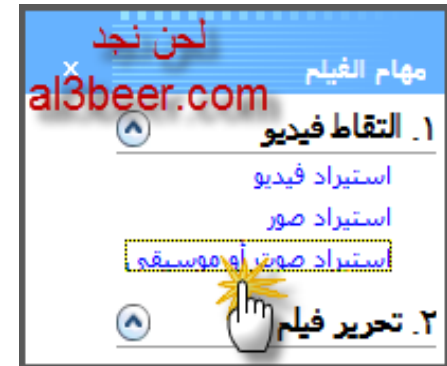 لحن نجد
مهام الفيلم x
al3beer.com
١. التقاط فيديو
استيراد فيديو
استيراد صور
استيراد صوت أو موسيقى
٢. تحرير فيلم